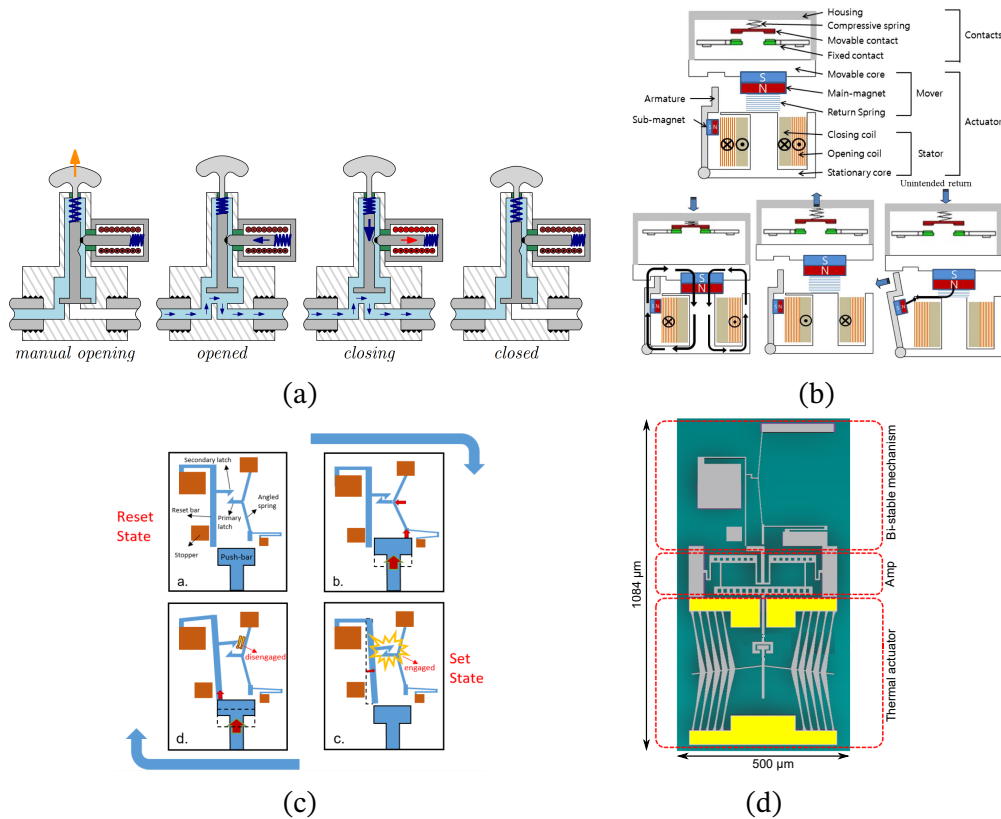 manual opening
opened
closing
closed
(a)
Housing
Compressive spring
Movable contact
Fixed contact
Contacts
Movable core
Main-magnet
Return Spring
Mover
Actuator
Armature
Sub-magnet
Closing coil
Opening coil
Stationary core
Stator
S
N
Unintended return
S
N
S
N
S
N
(b)
Reset
State
Secondary latch
Reset bar
Primary
latch
Angled
spring
Stopper
Push-bar
a.
b.
disengaged
d.
engaged
c.
Set
State
(c)
1084 μm
500 μm
Bi-stable mechanism
Amp
Thermal actuator
(d)